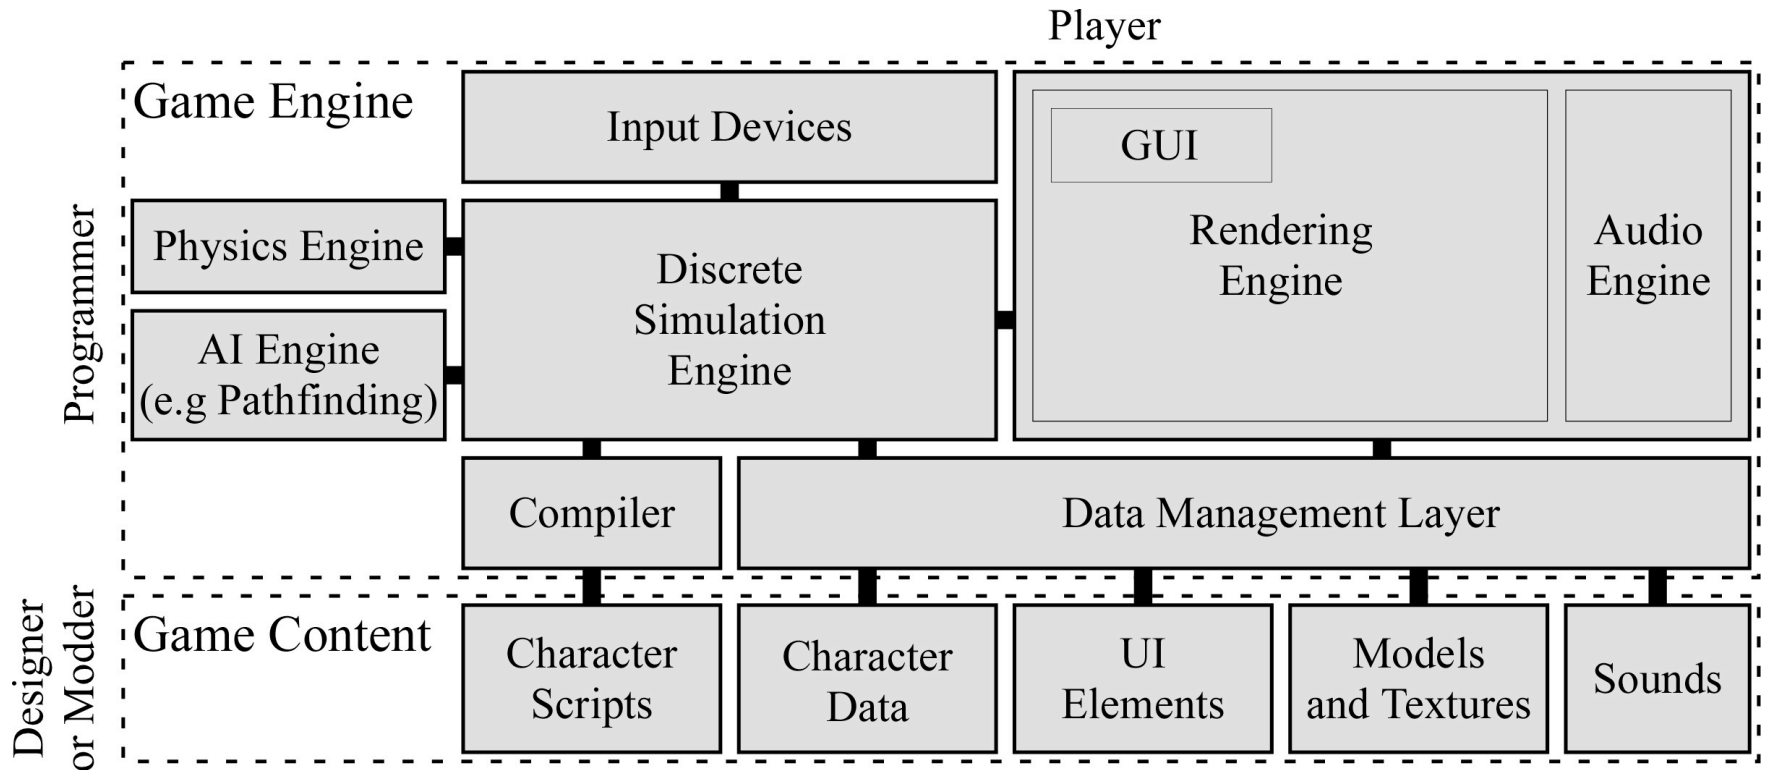 Player
Game Engine
Input Devices
GUI
Physics Engine
Discrete
Simulation
Engine
Rendering
Engine
Audio
Engine
AI Engine
(e.g Pathfinding)
Programmer
Compiler
Data Management Layer
Designer
or Modder
Game Content
Character
Scripts
Character
Data
UI
Elements
Models
and Textures
Sounds